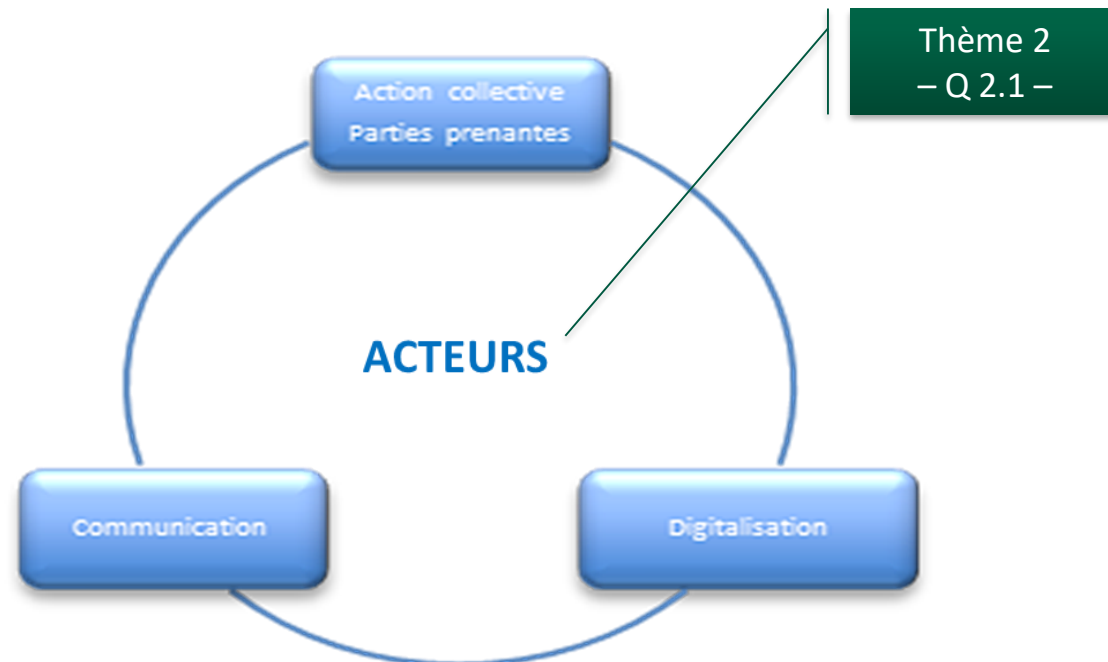 Thème 2
– Q 2.1 –
Action collective
Parties prenantes
ACTEURS
Communication
Digitalisation